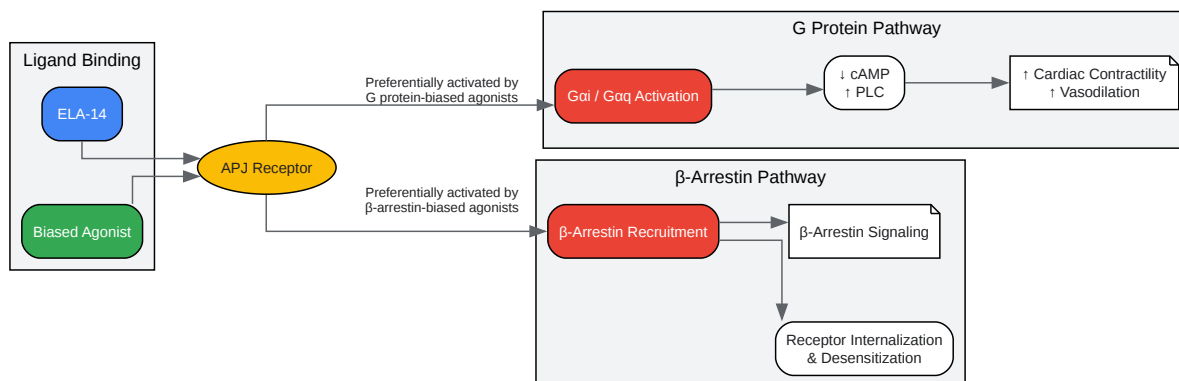 Ligand Binding
ELA-14
Biased Agonist
APJ Receptor
Preferentially activated by
G protein-biased agonists
Preferentially activated by
β-arrestin-biased agonists
G Protein Pathway
Gαi / Gαq Activation
↓ cAMP
↑ PLC
↑ Cardiac Contractility
↑ Vasodilation
β-Arrestin Pathway
β-Arrestin Recruitment
β-Arrestin Signaling
Receptor Internalization
& Desensitization